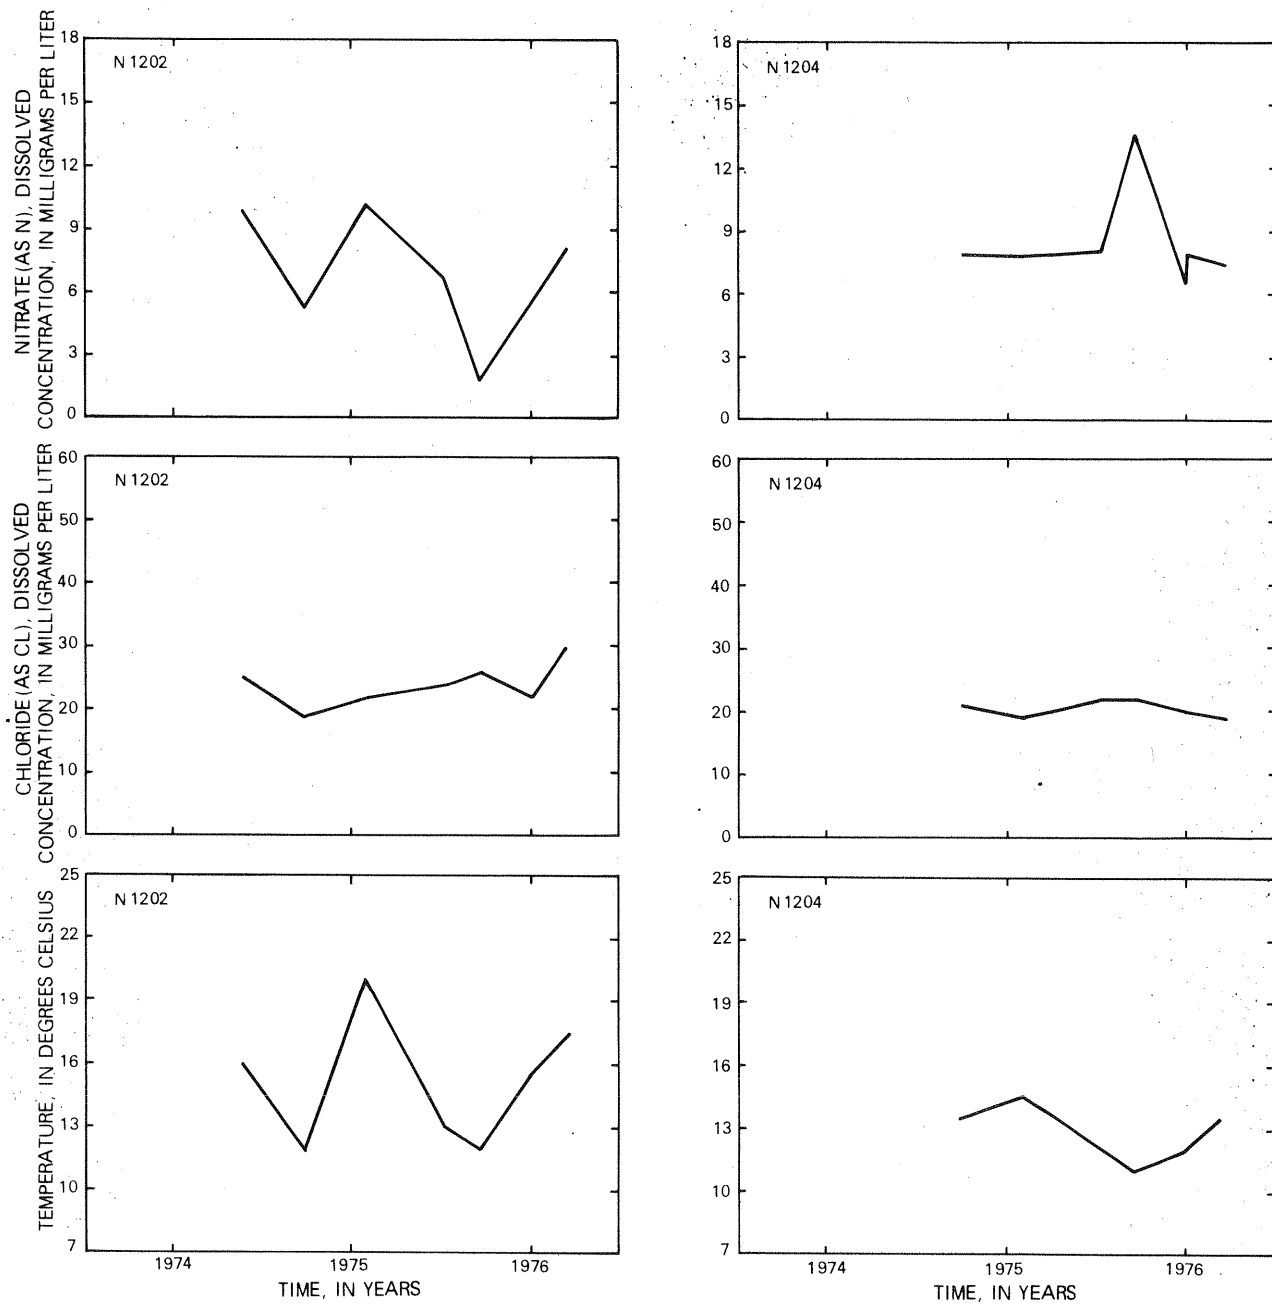 NITRATE (AS N), DISSOLVED
CONCENTRATION, IN MILLIGRAMS PER LITER
18
15
12
9
6
3
0
N 1202
18
15
12
9
6
3
0
N 1204
CHLORIDE (AS CL), DISSOLVED
CONCENTRATION, IN MILLIGRAMS PER LITER
60
50
40
30
20
10
0
N 1202
60
50
40
30
20
10
0
N 1204
TEMPERATURE, IN DEGREES CELSIUS
25
22
19
16
13
10
7
N 1202
1974 1975 1976
TIME, IN YEARS
25
22
19
16
13
10
7
N 1204
1974 1975 1976
TIME, IN YEARS